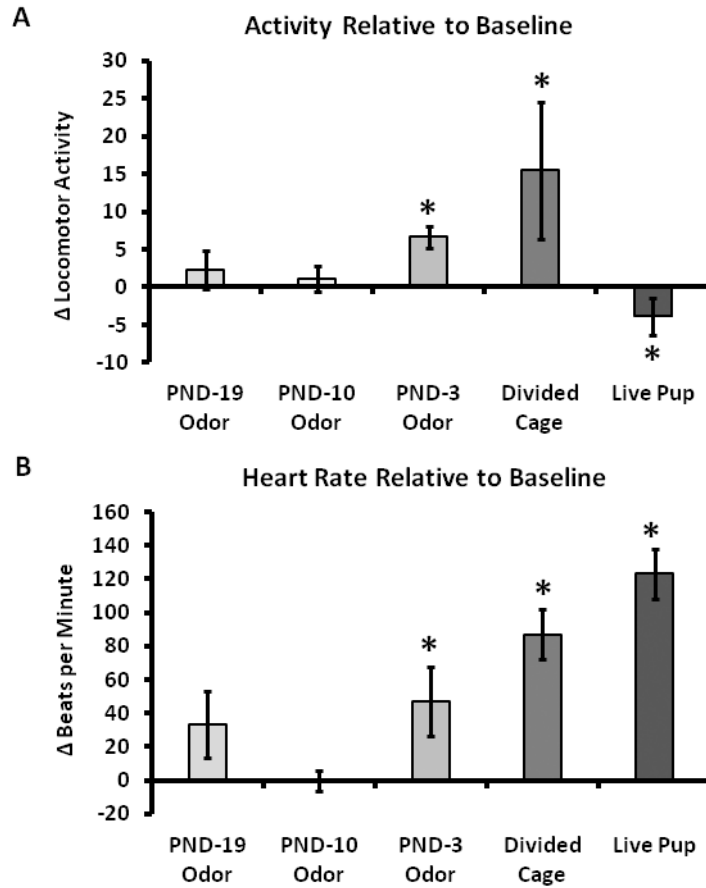 A
Activity Relative to Baseline
Δ Locomotor Activity
30
25
20
15
10
5
0
-5
-10
*
*
*
PND-19 Odor
PND-10 Odor
PND-3 Odor
Divided Cage
Live Pup
B
Heart Rate Relative to Baseline
Δ Beats per Minute
160
140
120
100
80
60
40
20
0
-20
*
*
*
PND-19 Odor
PND-10 Odor
PND-3 Odor
Divided Cage
Live Pup